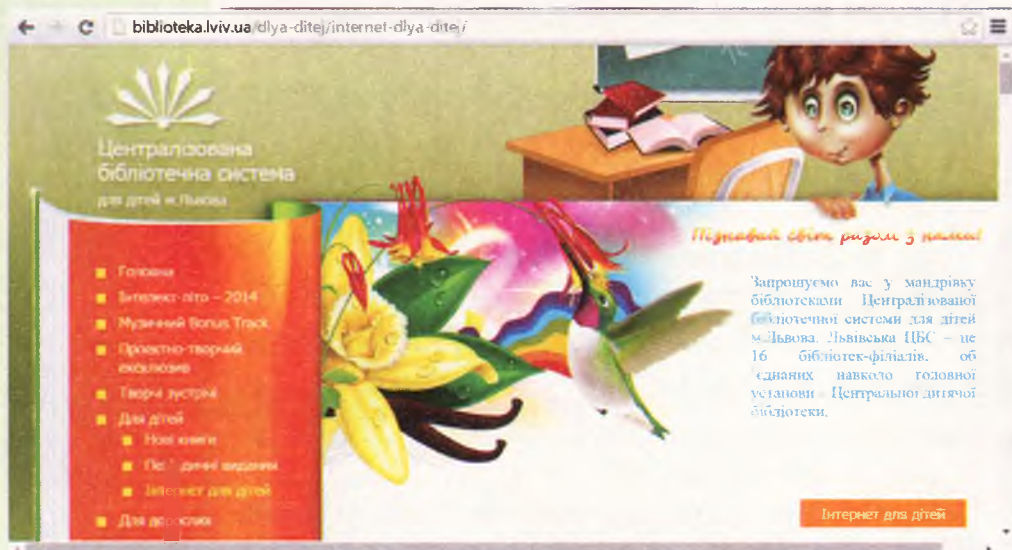 biblioteka.lviv.ua/dlya-ditej/internet-dlya-ditej/
Централізована
бібліотечна система
для дітей м.Львова
Пізнавай світ разом з нами!
Головна
Інтелект-літо – 2014
Музичний Bonus Track
Проектно-творчий
ексклюзив
Творчі зустрічі
Для дітей
Нові книги
Періодичні видання
Інтернет для дітей
Для дорослих
Запрошуємо вас у мандрівку
бібліотеками Централізованої
бібліотечної системи для дітей
м.Львова. Львівська ЦБС – це
16 бібліотек-філіалів, об
'єднаних навколо головної
установи Центральної дитячої
бібліотеки.
Інтернет для дітей